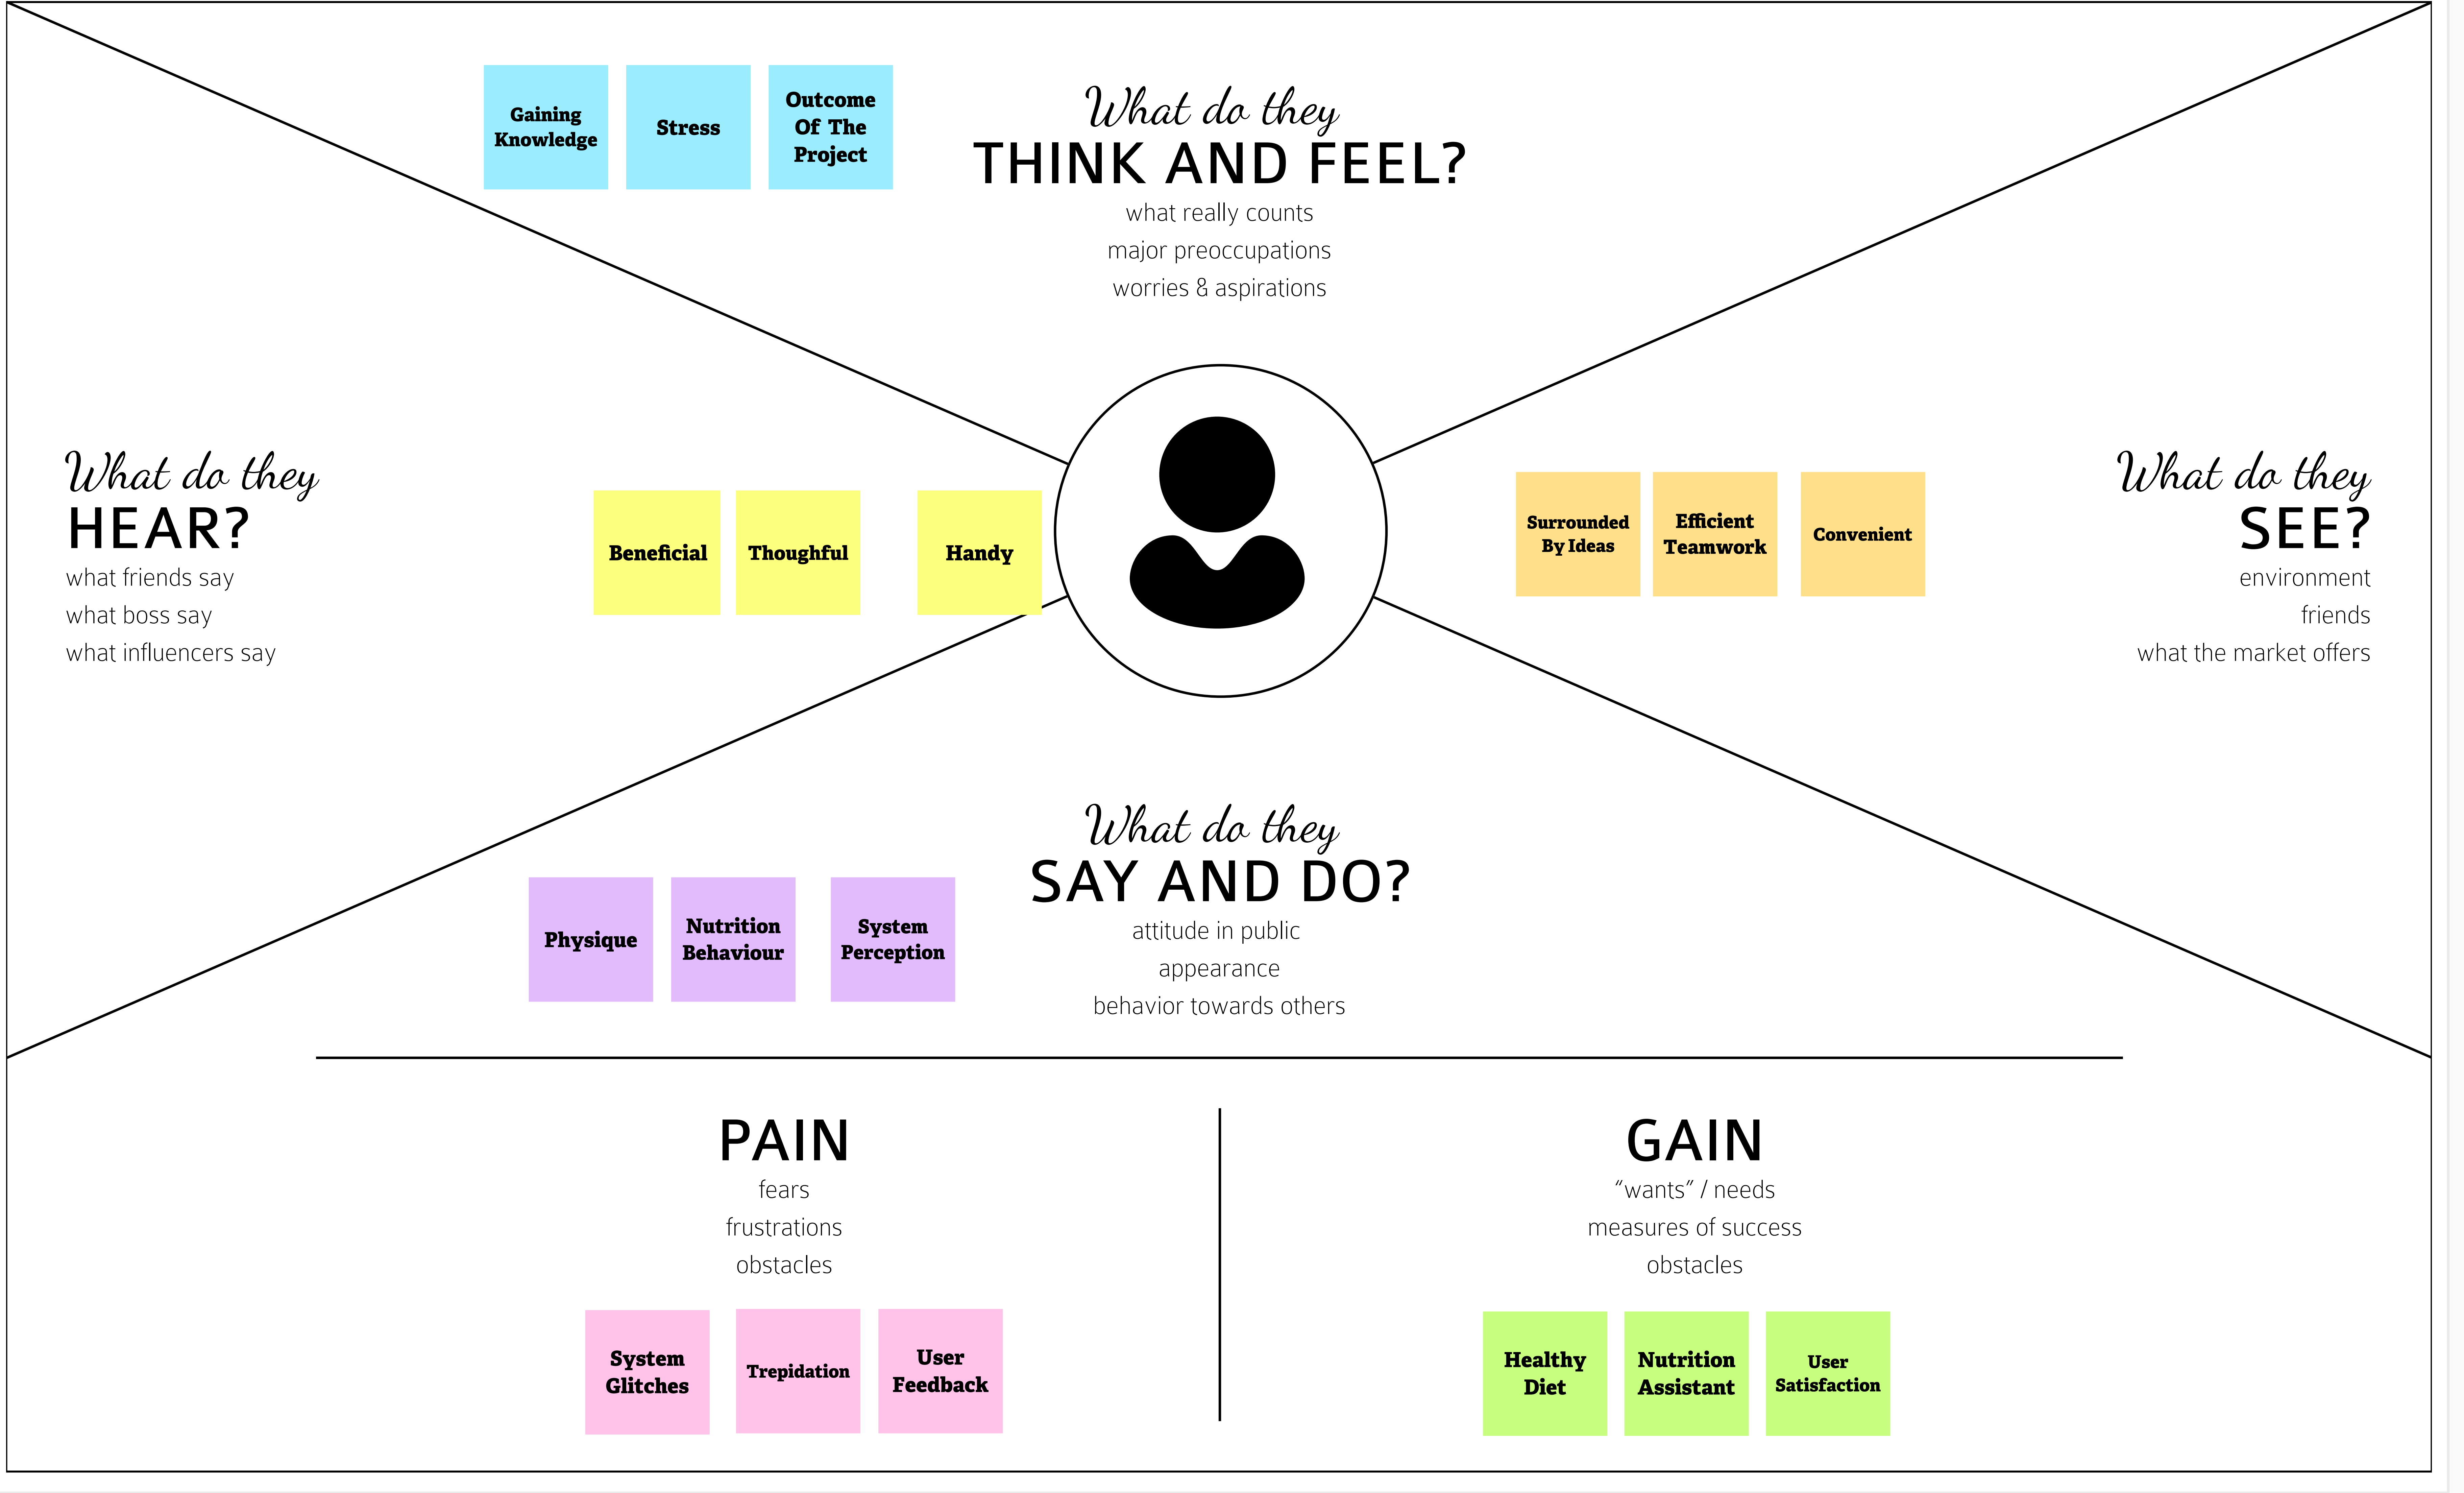 Gaining
Knowledge
Stress
Outcome
Of The
Project
What do they
THINK AND FEEL?
what really counts
major preoccupations
worries & aspirations
What do they
HEAR?
what friends say
what boss say
what influencers say
Beneficial
Thoughtful
Handy
Surrounded
By Ideas
Efficient
Teamwork
Convenient
What do they
SEE?
environment
friends
what the market offers
What do they
SAY AND DO?
attitude in public
appearance
behavior towards others
Physique
Nutrition
Behaviour
System
Perception
PAIN
fears
frustrations
obstacles
System
Glitches
Trepidation
User
Feedback
GAIN
“wants” / needs
measures of success
obstacles
Healthy
Diet
Nutrition
Assistant
User
Satisfaction